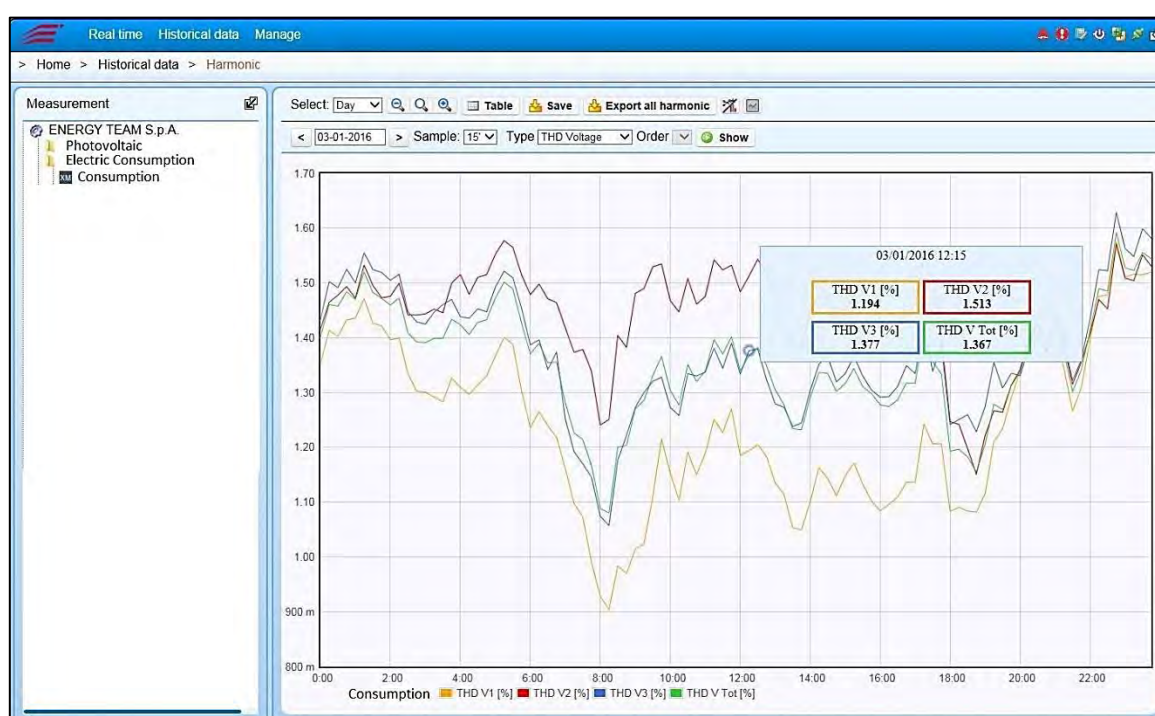 Real time Historical data Manage
> Home > Historical data > Harmonic
Measurement
ENERGY TEAM S.p.A.
Photovoltaic
Electric Consumption
XM Consumption
Select: Day Table Save Export all harmonic
< 03-01-2016 > Sample: 15' Type THD Voltage Order Show
1.70
1.60
1.50
1.40
1.30
1.20
1.10
1.00
900 m
800 m
03/01/2016 12:15
THD V1 [%] THD V2 [%]
1.194 1.513
THD V3 [%] THD V Tot [%]
1.377 1.367
0:00 2:00 4:00 6:00 8:00 10:00 12:00 14:00 16:00 18:00 20:00 22:00
Consumption THD V1 [%] THD V2 [%] THD V3 [%] THD V Tot [%]